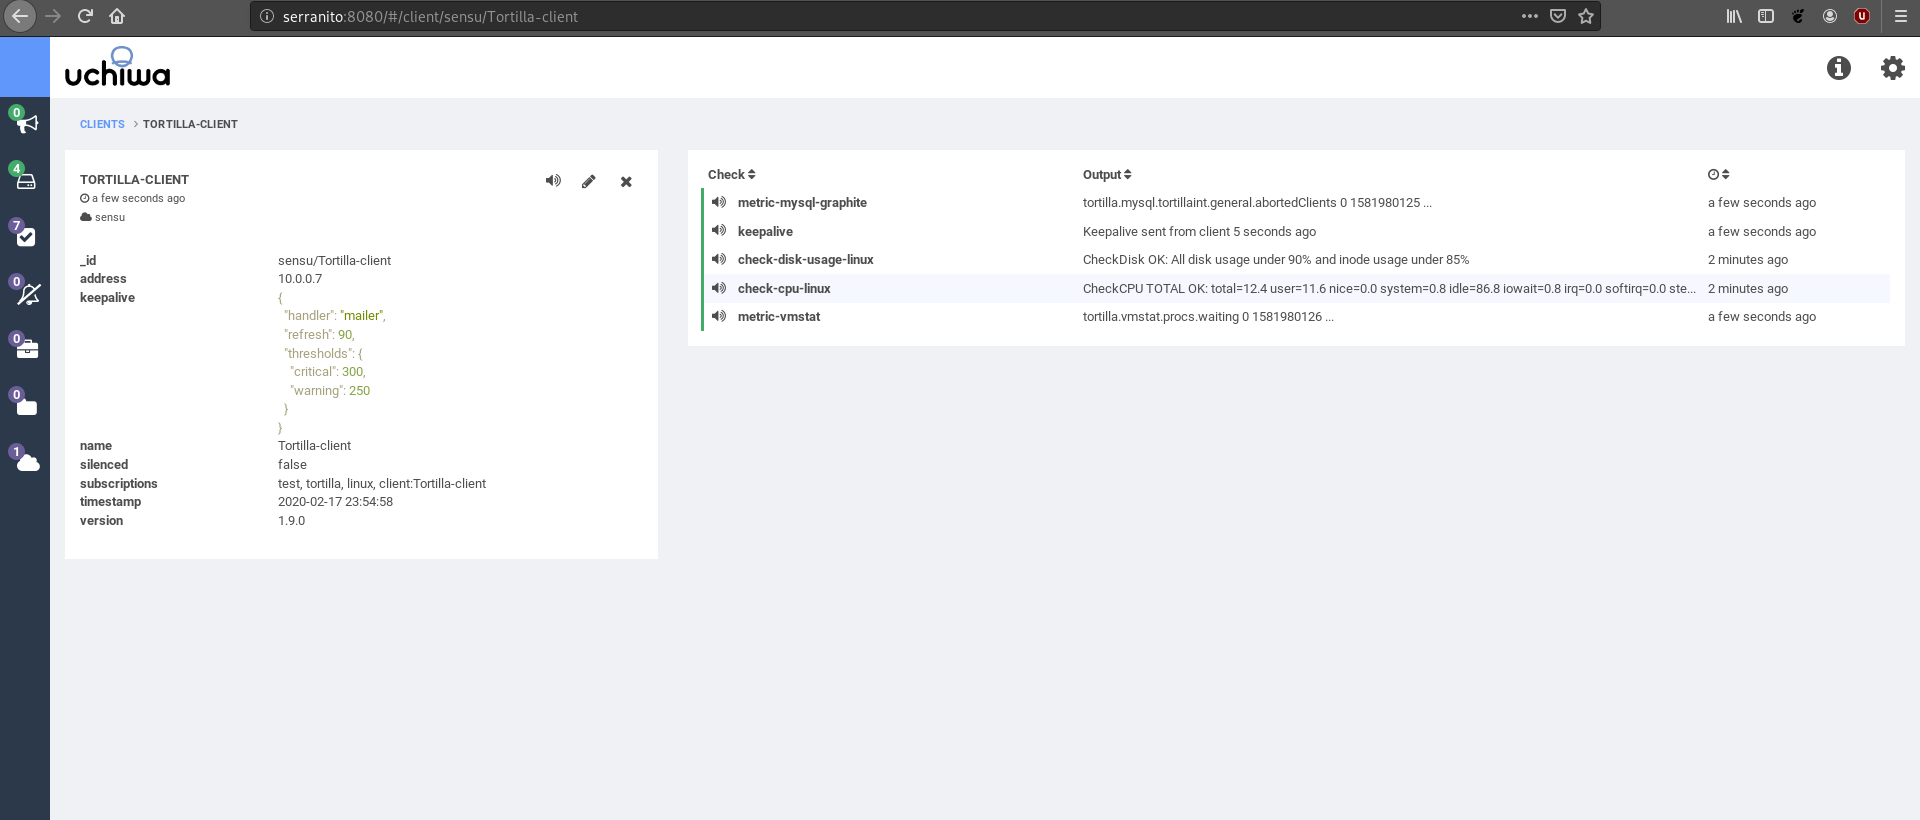 serranito:8080/#/client/sensu/Tortilla-client
uchiwa
0
4
7
0
0
0
1
CLIENTS > TORTILLA-CLIENT
TORTILLA-CLIENT
a few seconds ago
sensu
_id sensu/Tortilla-client
address 10.0.0.7
keepalive {
"handler": "mailer",
"refresh": 90,
"thresholds": {
"critical": 300,
"warning": 250
}
}
name Tortilla-client
silenced false
subscriptions test, tortilla, linux, client:Tortilla-client
timestamp 2020-02-17 23:54:58
version 1.9.0
Check Output
metric-mysql-graphite tortilla.mysql.tortillaint.general.abortedClients 0 1581980125 ... a few seconds ago
keepalive Keepalive sent from client 5 seconds ago a few seconds ago
check-disk-usage-linux CheckDisk OK: All disk usage under 90% and inode usage under 85% 2 minutes ago
check-cpu-linux CheckCPU TOTAL OK: total=12.4 user=11.6 nice=0.0 system=0.8 idle=86.8 iowait=0.8 irq=0.0 softirq=0.0 ste... 2 minutes ago
metric-vmstat tortilla.vmstat.procs.waiting 0 1581980126 ... a few seconds ago